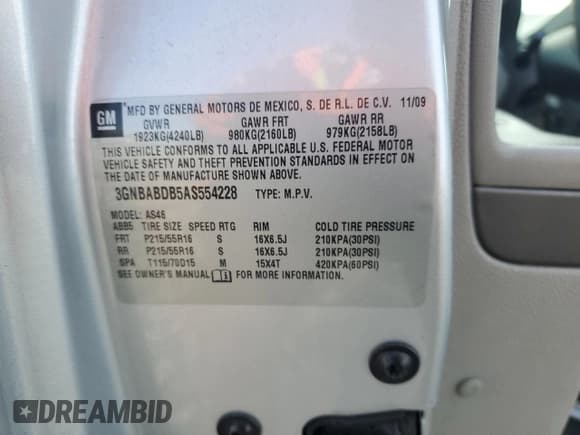 GM
MFD BY GENERAL MOTORS DE MEXICO, S. DE R.L. DE C.V. 11/09
GVWR GAWR FRT GAWR RR
1923KG(4240LB) 980KG(2160LB) 979KG(2158LB)
THIS VEHICLE CONFORMS TO ALL APPLICABLE U.S. FEDERAL MOTOR
VEHICLE SAFETY AND THEFT PREVENTION STANDARDS IN EFFECT ON
THE DATE OF MANUFACTURE SHOWN ABOVE.
3GNBABDB5AS554228 TYPE: M.P.V.
MODEL: AS46
ABB5 TIRE SIZE SPEED RTG RIM COLD TIRE PRESSURE
FRT P215/55R16 S 16X6.5J 210KPA(30PSI)
RR P215/55R16 S 16X6.5J 210KPA(30PSI)
SPA T115/70D15 M 15X4T 420KPA(60PSI)
SEE OWNER'S MANUAL FOR MORE INFORMATION.
DREAMBID